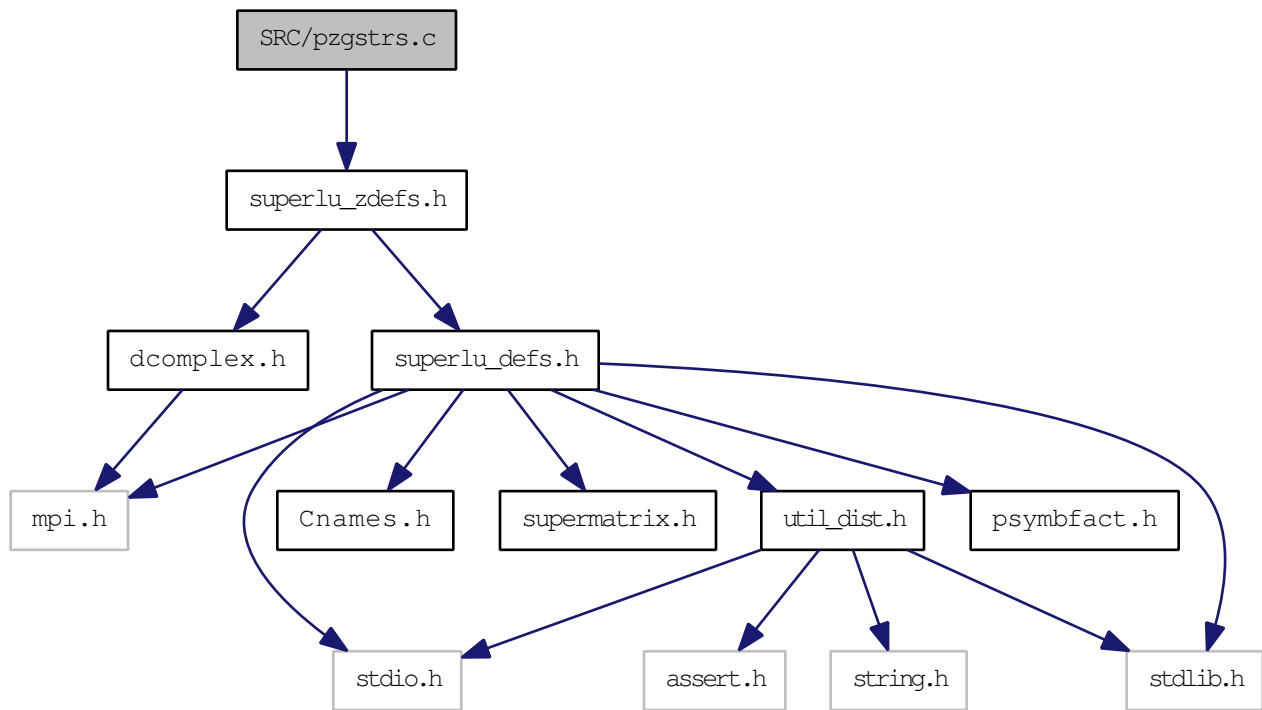 SRC/pzgstrs.c
superlu_zdefs.h
dcomplex.h
superlu_defs.h
mpi.h
Cnames.h
supermatrix.h
util_dist.h
psymbfact.h
stdio.h
assert.h
string.h
stdlib.h